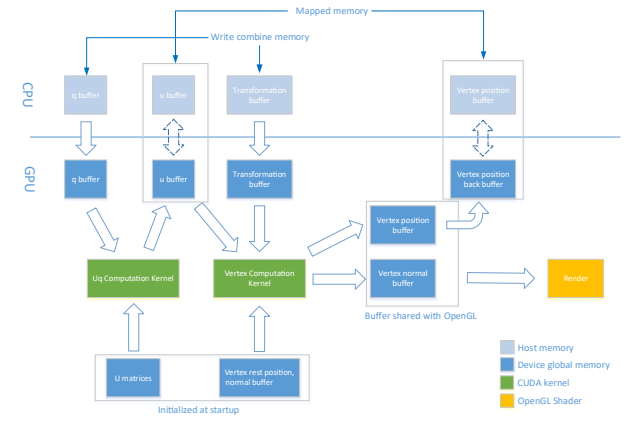 Mapped memory
Write combine memory
CPU
q buffer
u buffer
Transformation
buffer
Vertex position
buffer
GPU
q buffer
u buffer
Transformation
buffer
Vertex position
back buffer
Vertex position
buffer
Uq Computation Kernel
Vertex Computation
Kernel
Vertex normal
buffer
Render
Buffer shared with OpenGL
U matrices
Vertex rest position,
normal buffer
Initialized at startup
Host memory
Device global memory
CUDA kernel
OpenGL Shader